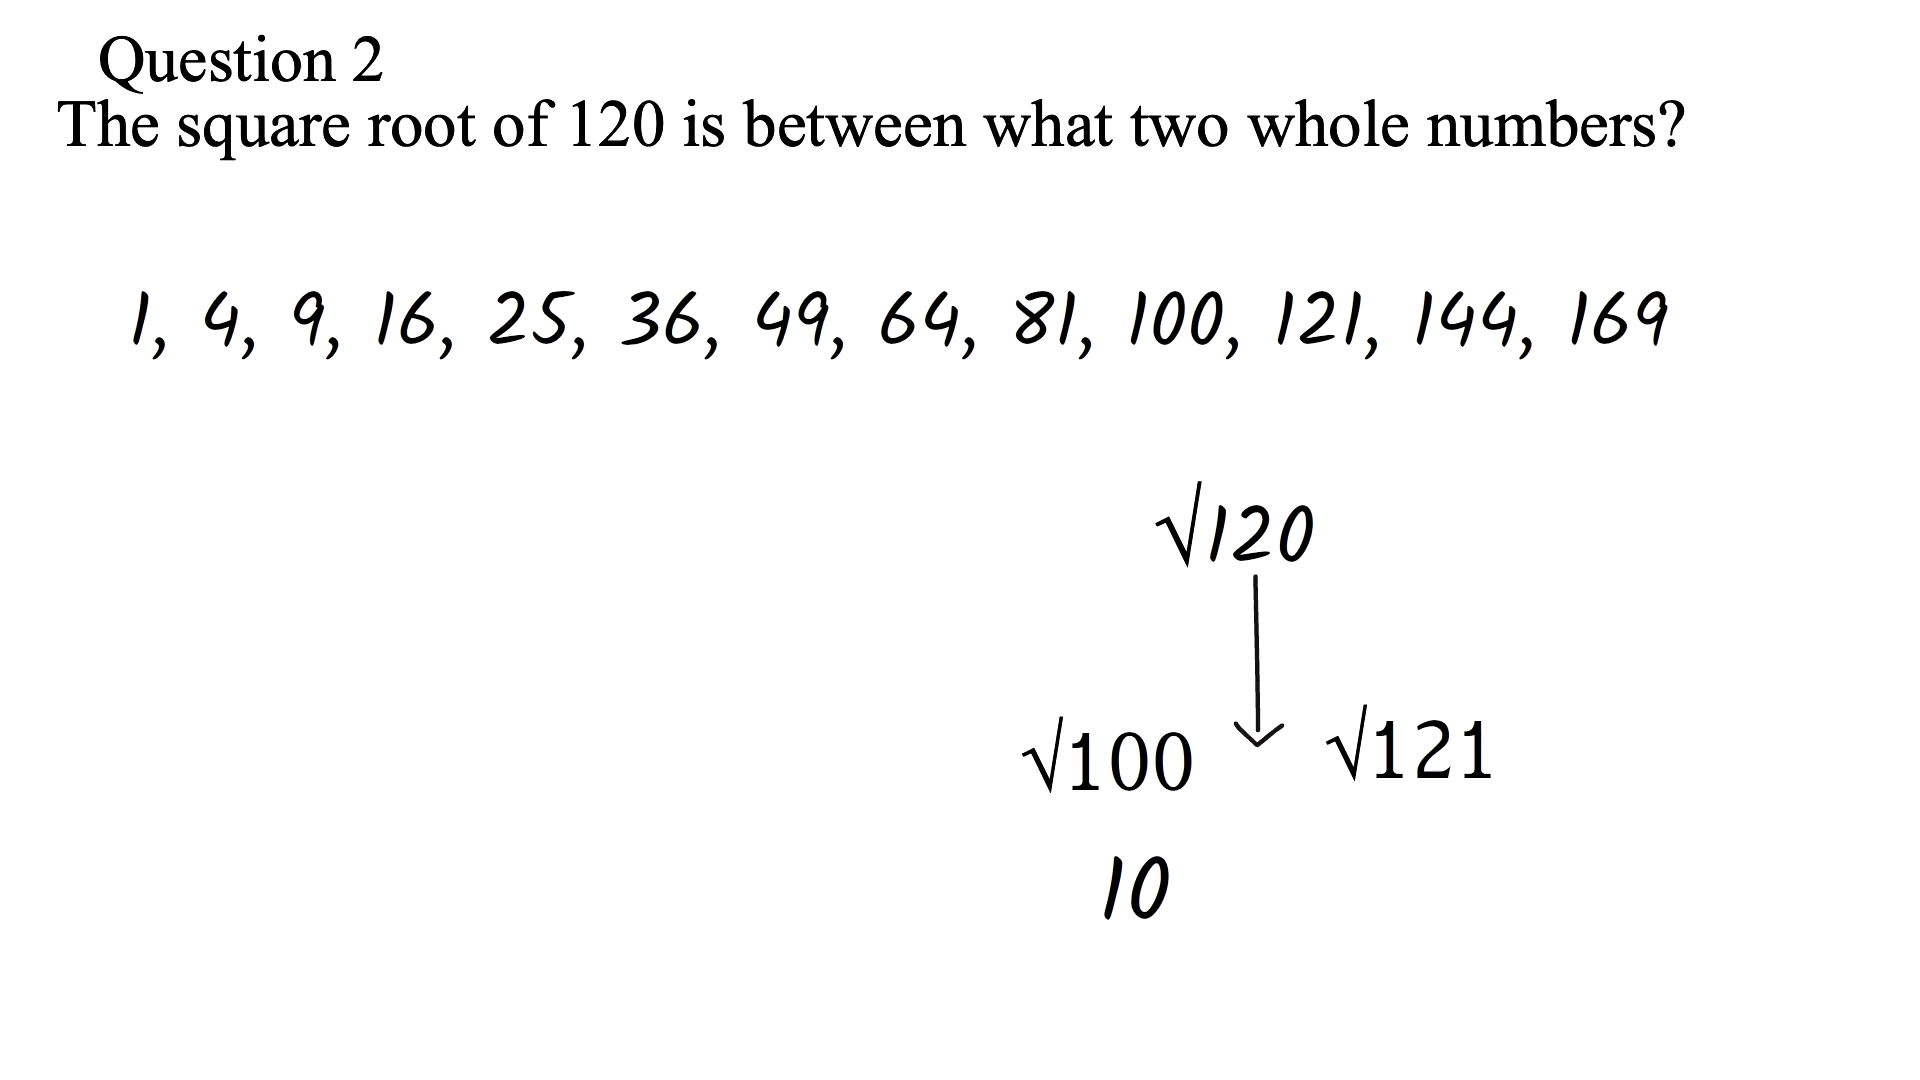 Question 2
The square root of 120 is between what two whole numbers?
1, 4, 9, 16, 25, 36, 49, 64, 81, 100, 121, 144, 169
√120
√100 √121
10